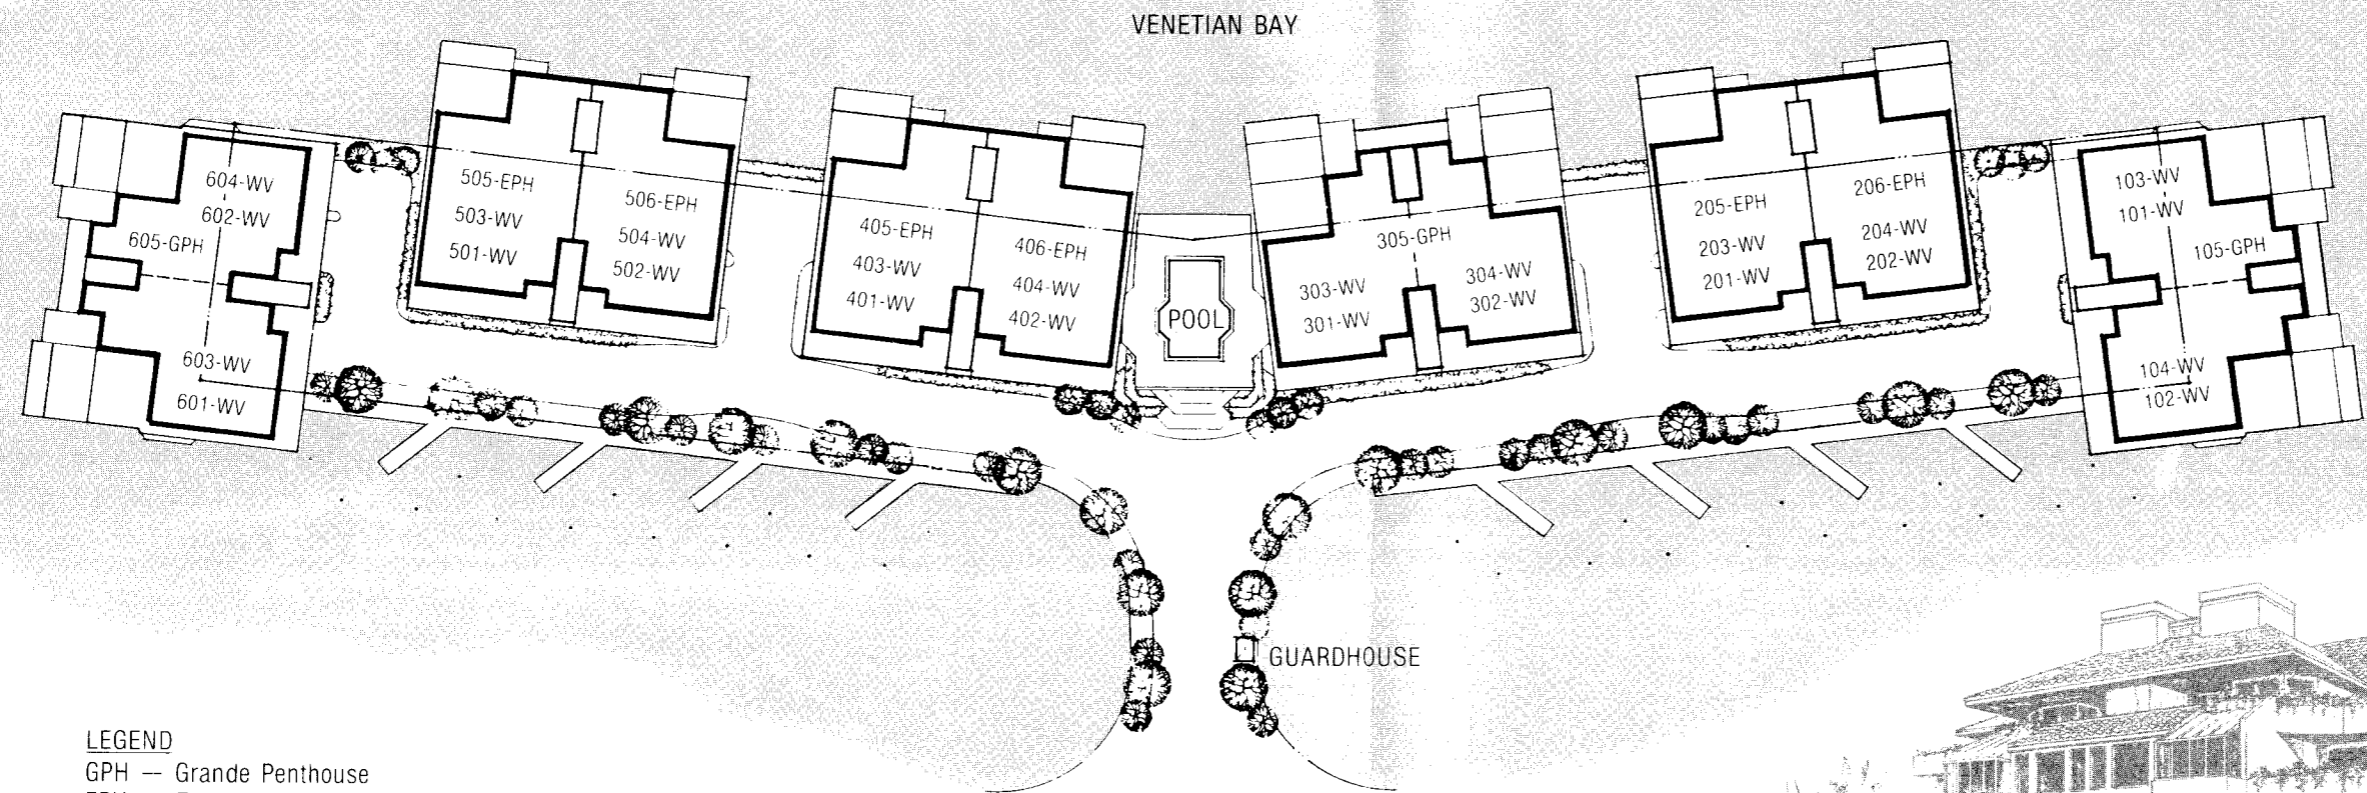 VENETIAN BAY
604-WV
602-WV
605-GPH
603-WV
601-WV
505-EPH
503-WV
501-WV
506-EPH
504-WV
502-WV
405-EPH
403-WV
401-WV
406-EPH
404-WV
402-WV
POOL
305-GPH
303-WV
301-WV
304-WV
302-WV
205-EPH
203-WV
201-WV
206-EPH
204-WV
202-WV
103-WV
101-WV
105-GPH
104-WV
102-WV
GUARDHOUSE
LEGEND
GPH — Grande Penthouse